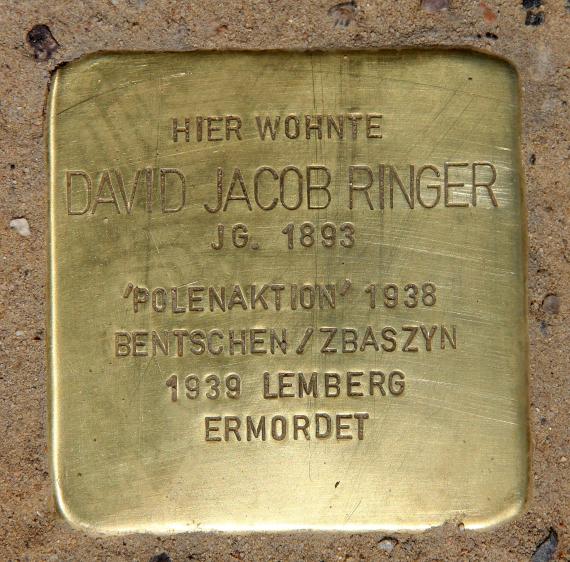 HIER WOHNTE
DAVID JACOB RINGER
JG. 1893
'POLENAKTION' 1938
BENTSCHEN/ZBASZYN
1939 LEMBERG
ERMORDET